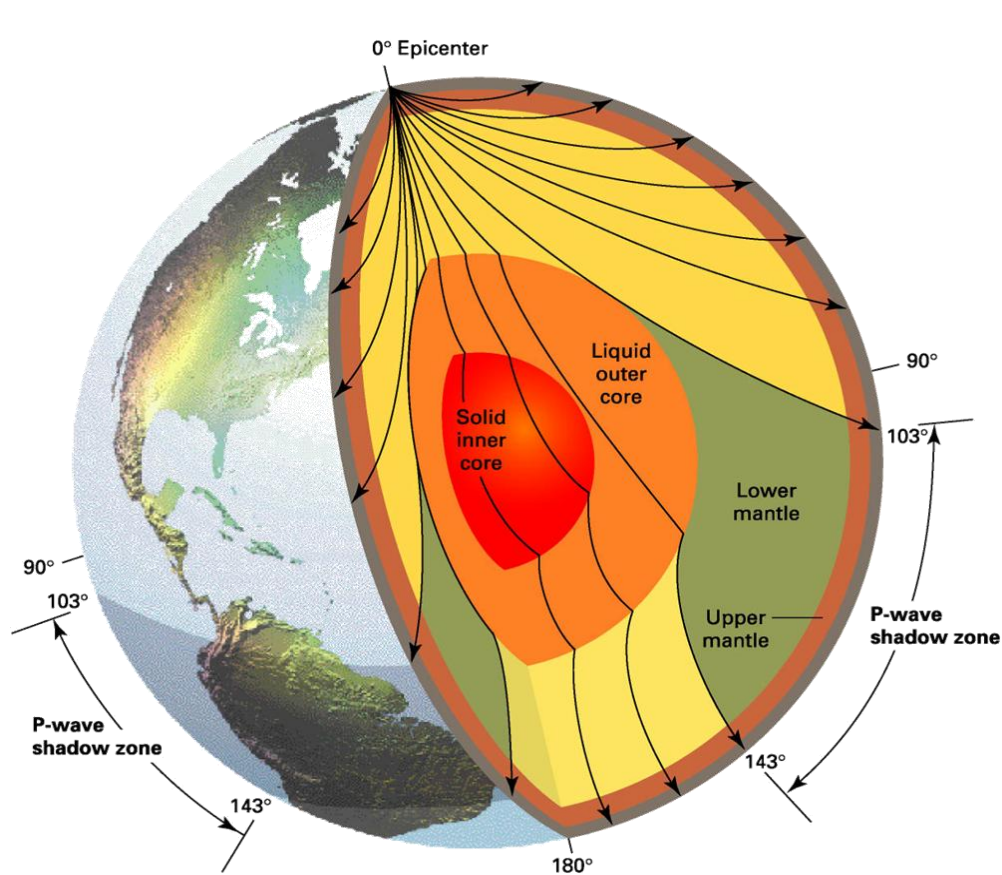 0° Epicenter
Liquid
outer
core
Solid
inner
core
90°
103°
Lower
mantle
Upper
mantle
P-wave
shadow zone
90°
103°
P-wave
shadow zone
143°
143°
180°